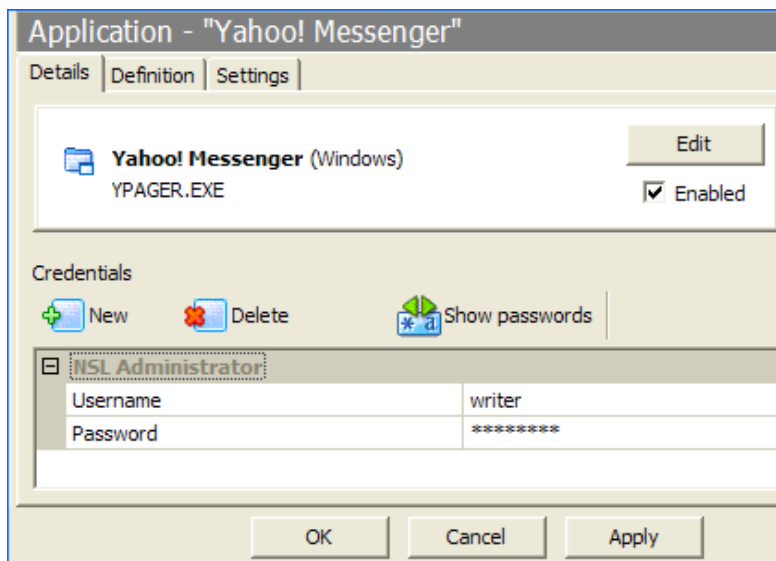 Application - "Yahoo! Messenger"
Details Definition Settings
Yahoo! Messenger (Windows)
Edit
YPAGER.EXE
Enabled
Credentials
New Delete Show passwords
NSL Administrator
Username writer
Password ********
OK Cancel Apply